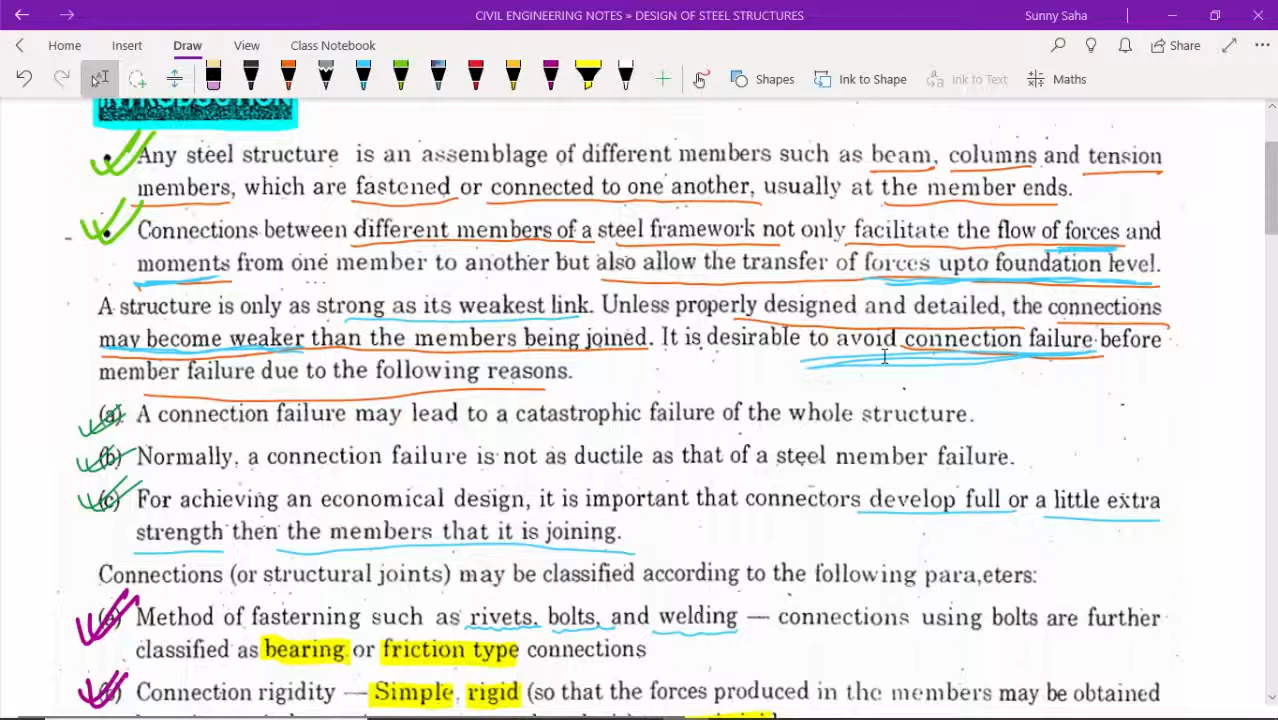 CIVIL ENGINEERING NOTES » DESIGN OF STEEL STRUCTURES
Sunny Saha
Home Insert Draw View Class Notebook
Share
Shapes
Ink to Shape
Ink to Text
Maths
INTRODUCTION
• Any steel structure is an assemblage of different members such as beam, columns and tension
members, which are fastened or connected to one another, usually at the member ends.
• Connections between different members of a steel framework not only facilitate the flow of forces and
moments from one member to another but also allow the transfer of forces upto foundation level.
A structure is only as strong as its weakest link. Unless properly designed and detailed, the connections
may become weaker than the members being joined. It is desirable to avoid connection failure before
member failure due to the following reasons.
(a) A connection failure may lead to a catastrophic failure of the whole structure.
(b) Normally, a connection failure is not as ductile as that of a steel member failure.
(c) For achieving an economical design, it is important that connectors develop full or a little extra
strength then the members that it is joining.
Connections (or structural joints) may be classified according to the following para,eters:
Method of fasterning such as rivets, bolts, and welding — connections using bolts are further
classified as bearing or friction type connections
Connection rigidity — Simple, rigid (so that the forces produced in the members may be obtained